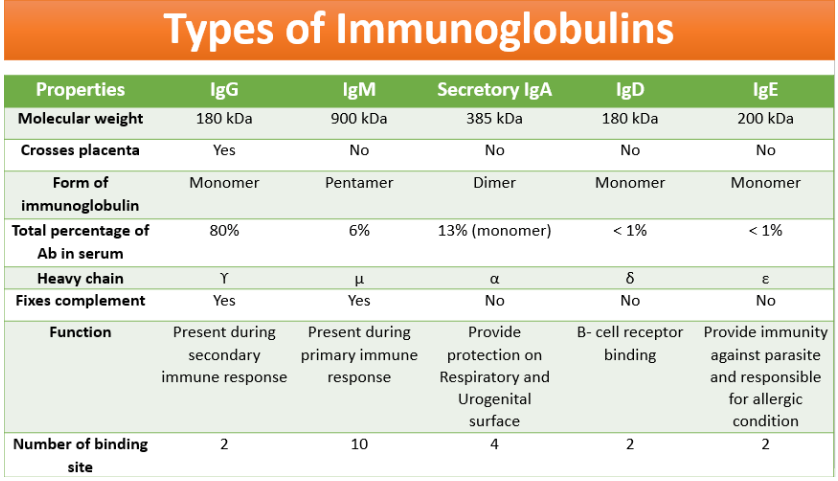 Types of Immunoglobulins
Properties IgG IgM Secretory IgA IgD IgE
Molecular weight 180 kDa 900 kDa 385 kDa 180 kDa 200 kDa
Crosses placenta Yes No No No No
Form of Monomer Pentamer Dimer Monomer Monomer
immunoglobulin
Total percentage of 80% 6% 13% (monomer) < 1% < 1%
Ab in serum
Heavy chain ϒ μ α δ ε
Fixes complement Yes Yes No No No
Function Present during Present during Provide B- cell receptor Provide immunity
secondary primary immune protection on binding against parasite
immune response response Respiratory and and responsible
Urogenital for allergic
surface condition
Number of binding 2 10 4 2 2
site